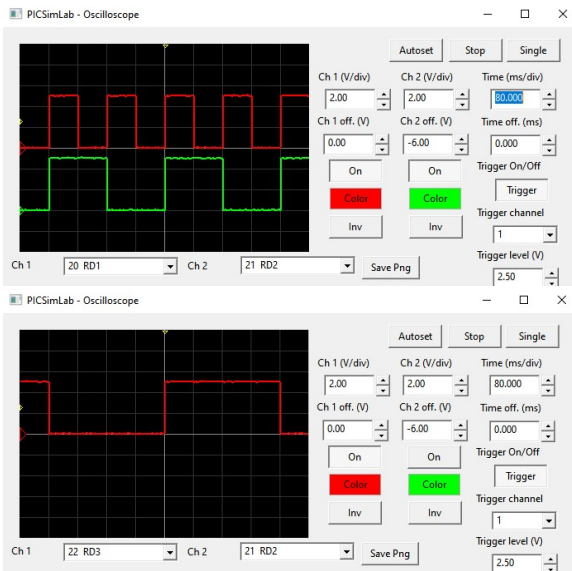 PICSimLab - Oscilloscope
Autoset Stop Single
Ch 1 (V/div) Ch 2 (V/div) Time (ms/div)
2.00 2.00 80.000
Ch 1 off. (V) Ch 2 off. (V) Time off. (ms)
0.00 -6.00 0.000
Trigger On/Off
On On
Trigger
Color Color
Trigger channel
Inv Inv
1
Trigger level (V)
Ch 1 20 RD1 Ch 2 21 RD2 Save Png
2.50
PICSimLab - Oscilloscope
Autoset Stop Single
Ch 1 (V/div) Ch 2 (V/div) Time (ms/div)
2.00 2.00 80.000
Ch 1 off. (V) Ch 2 off. (V) Time off. (ms)
0.00 -6.00 0.000
Trigger On/Off
On On
Trigger
Color Color
Trigger channel
Inv Inv
1
Trigger level (V)
Ch 1 22 RD3 Ch 2 21 RD2 Save Png
2.50